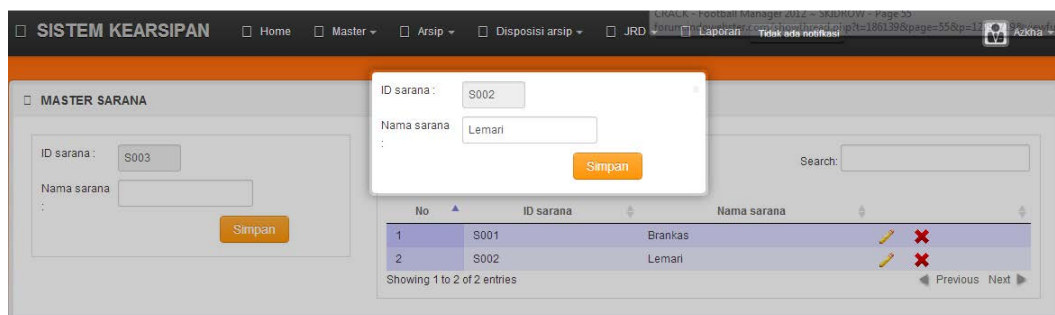 CRACK - Football Manager 2012 – SKIDROW - Page 55
SISTEM KEARSIPAN Home Master Arsip Disposisi arsip JRD Laporan Tidak ada notifkasi Azkha
MASTER SARANA
ID sarana : S002
Nama sarana : Lemari
Simpan
ID sarana : S003
Nama sarana :
Simpan
Search:
No ID sarana Nama sarana
1 S001 Brankas
2 S002 Lemari
Showing 1 to 2 of 2 entries
Previous Next